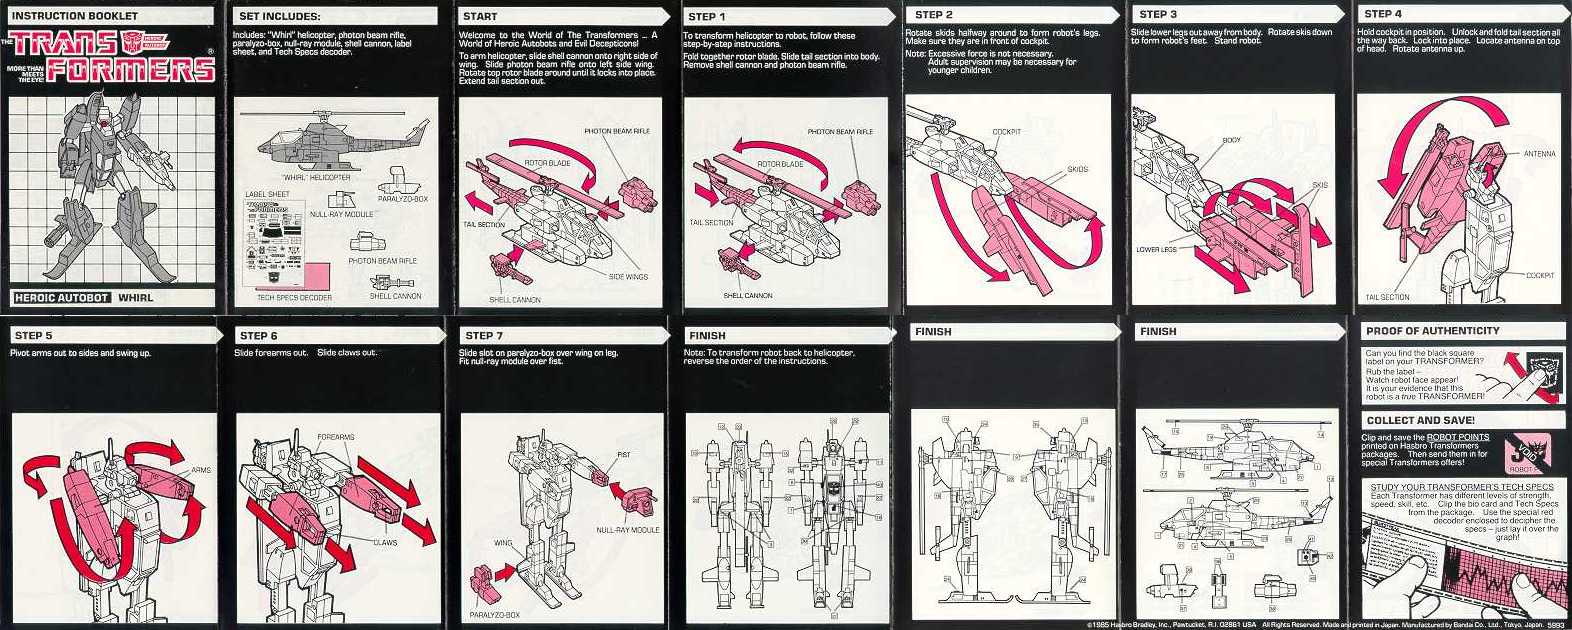 INSTRUCTION BOOKLET
THE TRANSFORMERS
HEROIC AUTOBOT
®
MORE THAN
MEETS
THE EYE!
HEROIC AUTOBOT WHIRL
SET INCLUDES:
Includes: "Whirl" helicopter, photon beam rifle,
paralyzo-box, null-ray module, shell cannon, label
sheet, and Tech Specs decoder.
"WHIRL" HELICOPTER
PARALYZO-BOX
LABEL SHEET
NULL-RAY MODULE
PHOTON BEAM RIFLE
TECH SPECS DECODER
SHELL CANNON
START
Welcome to the World of The Transformers ... A
World of Heroic Autobots and Evil Decepticons!
To arm helicopter, slide shell cannon onto right side of
wing. Slide photon beam rifle onto left side wing.
Rotate top rotor blade around until it locks into place.
Extend tail section out.
PHOTON BEAM RIFLE
ROTOR BLADE
TAIL SECTION
SIDE WINGS
SHELL CANNON
STEP 1
To transform helicopter to robot, follow these
step-by-step instructions.
Fold together rotor blade. Slide tail section into body.
Remove shell cannon and photon beam rifle.
PHOTON BEAM RIFLE
ROTOR BLADE
TAIL SECTION
SHELL CANNON
STEP 2
Rotate skids halfway around to form robot's legs.
Make sure they are in front of cockpit.
Note: Excessive force is not necessary.
Adult supervision may be necessary for
younger children.
COCKPIT
SKIDS
STEP 3
Slide lower legs out away from body. Rotate skis down
to form robot's feet. Stand robot.
BODY
SKIS
LOWER LEGS
STEP 4
Hold cockpit in position. Unlock and fold tail section all
the way back. Lock into place. Locate antenna on top
of head. Rotate antenna up.
ANTENNA
COCKPIT
TAIL SECTION
STEP 5
Pivot arms out to sides and swing up.
ARMS
STEP 6
Slide forearms out. Slide claws out.
FOREARMS
CLAWS
STEP 7
Slide slot on paralyzo-box over wing on leg.
Fit null-ray module over fist.
FIST
NULL-RAY MODULE
WING
PARALYZO-BOX
FINISH
Note: To transform robot back to helicopter,
reverse the order of the instructions.
FINISH
FINISH
PROOF OF AUTHENTICITY
Can you find the black square
label on your TRANSFORMER?
Rub the label –
Watch robot face appear!
It is your evidence that this
robot is a true TRANSFORMER!
COLLECT AND SAVE!
Clip and save the ROBOT POINTS
printed on Hasbro Transformers
packages. Then send them in for
special Transformers offers!
VOID
ROBOT P
STUDY YOUR TRANSFORMER'S TECH SPECS
Each Transformer has different levels of strength,
speed, skill, etc. Clip the bio card and Tech Specs
from the package. Use the special red
decoder enclosed to decipher the
specs – just lay it over the
graph!
©1985 Hasbro Bradley, Inc., Pawtucket, R.I. 02861 USA All Rights Reserved. Made and printed in Japan. Manufactured by Bandai Co., Ltd., Tokyo, Japan. 5993